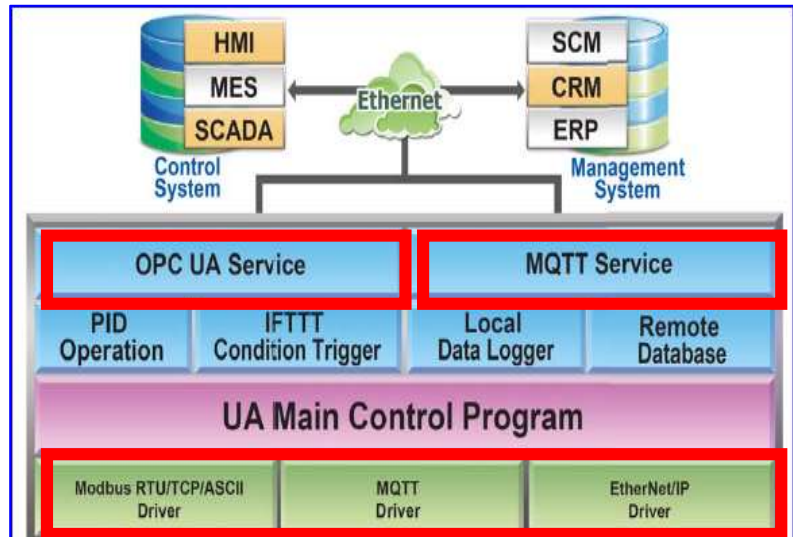 HMI
MES
SCADA
Control
System
Ethernet
SCM
CRM
ERP
Management
System
OPC UA Service
MQTT Service
PID
Operation
IFTTT
Condition Trigger
Local
Data Logger
Remote
Database
UA Main Control Program
Modbus RTU/TCP/ASCII
Driver
MQTT
Driver
EtherNet/IP
Driver